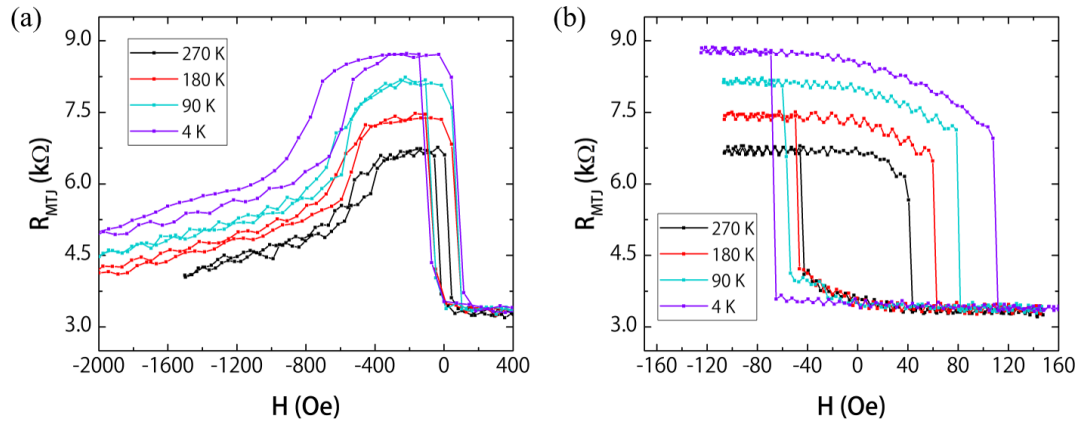 (a)
9.0
7.5
6.0
4.5
3.0
R_MTJ (kΩ)
270 K
180 K
90 K
4 K
-2000 -1600 -1200 -800 -400 0 400
H (Oe)
(b)
9.0
7.5
6.0
4.5
3.0
R_MTJ (kΩ)
270 K
180 K
90 K
4 K
-160 -120 -80 -40 0 40 80 120 160
H (Oe)